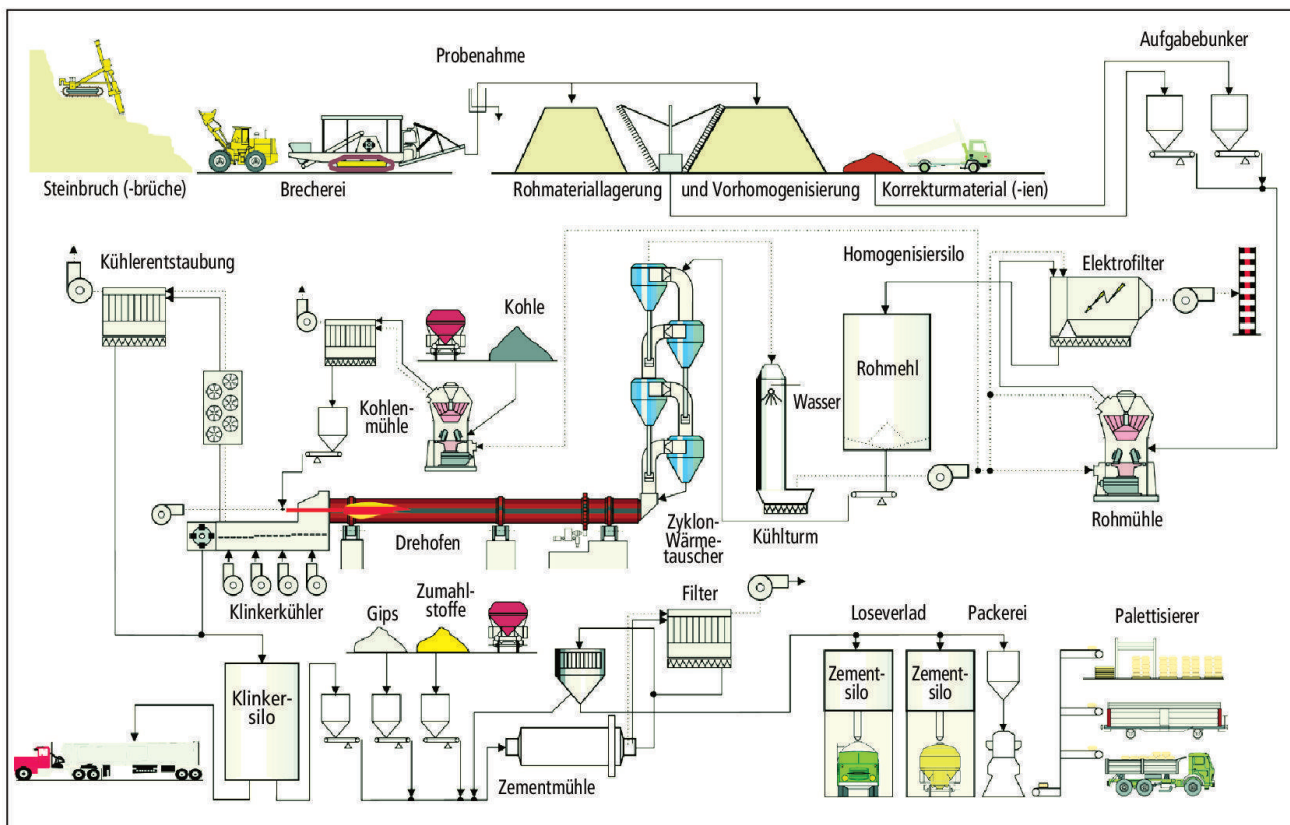 Probenahme
Aufgabebunker
Steinbruch (-brüche)
Brecherei
Rohmateriallagerung
und Vorhomogenisierung
Korrekturmaterial (-ien)
Kühlerentstaubung
Kohle
Homogenisiersilo
Elektrofilter
Kohlen-
mühle
Wasser
Rohmehl
Drehofen
Zyklon-
Wärme-
tauscher
Kühlturm
Rohmühle
Klinkerkühler
Gips
Zumahl-
stoffe
Filter
Loseverlad
Packerei
Palettisierer
Klinker-
silo
Zement-
silo
Zement-
silo
Zementmühle